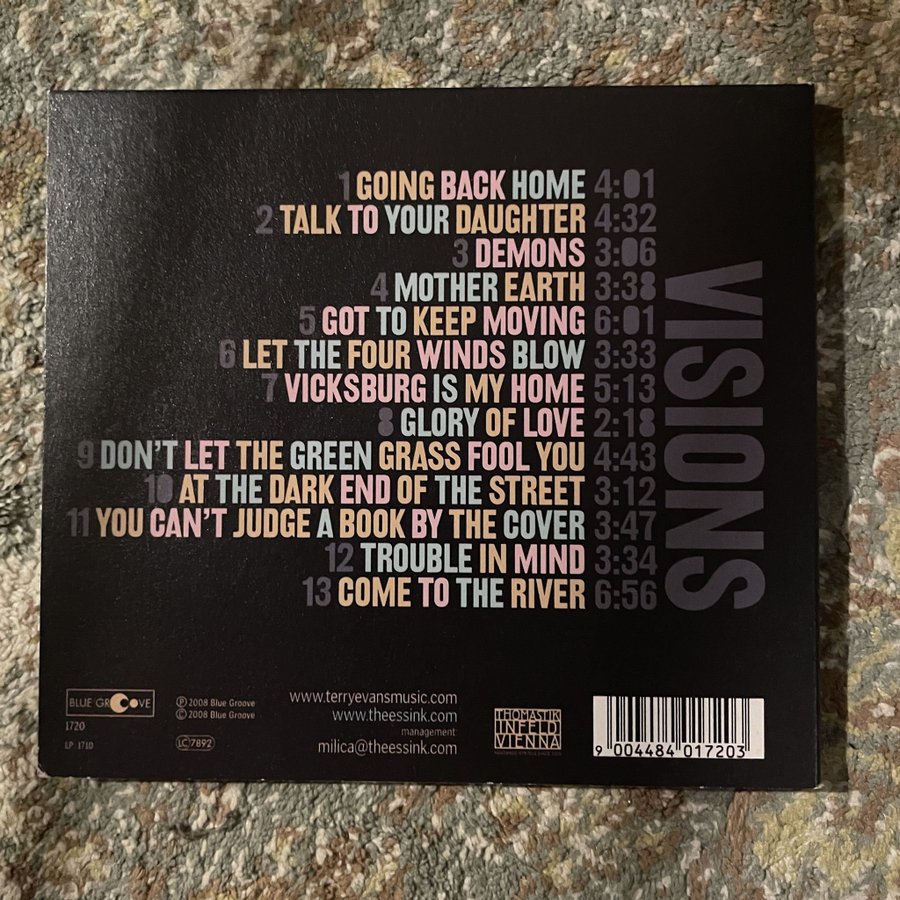 1 GOING BACK HOME 4:01
2 TALK TO YOUR DAUGHTER 4:32
3 DEMONS 3:06
4 MOTHER EARTH 3:38
5 GOT TO KEEP MOVING 6:01
6 LET THE FOUR WINDS BLOW 3:33
7 VICKSBURG IS MY HOME 5:13
8 GLORY OF LOVE 2:18
9 DON'T LET THE GREEN GRASS FOOL YOU 4:43
10 AT THE DARK END OF THE STREET 3:12
11 YOU CAN'T JUDGE A BOOK BY THE COVER 3:47
12 TROUBLE IN MIND 3:34
13 COME TO THE RIVER 6:56
VISIONS
BLUE GROOVE
1720
LP 1710
Ⓟ 2008 Blue Groove
© 2008 Blue Groove
LC 7892
www.terryevansmusic.com
www.theessink.com
management:
milica@theessink.com
THOMASTIK
INFELD
VIENNA
9 004484 017203